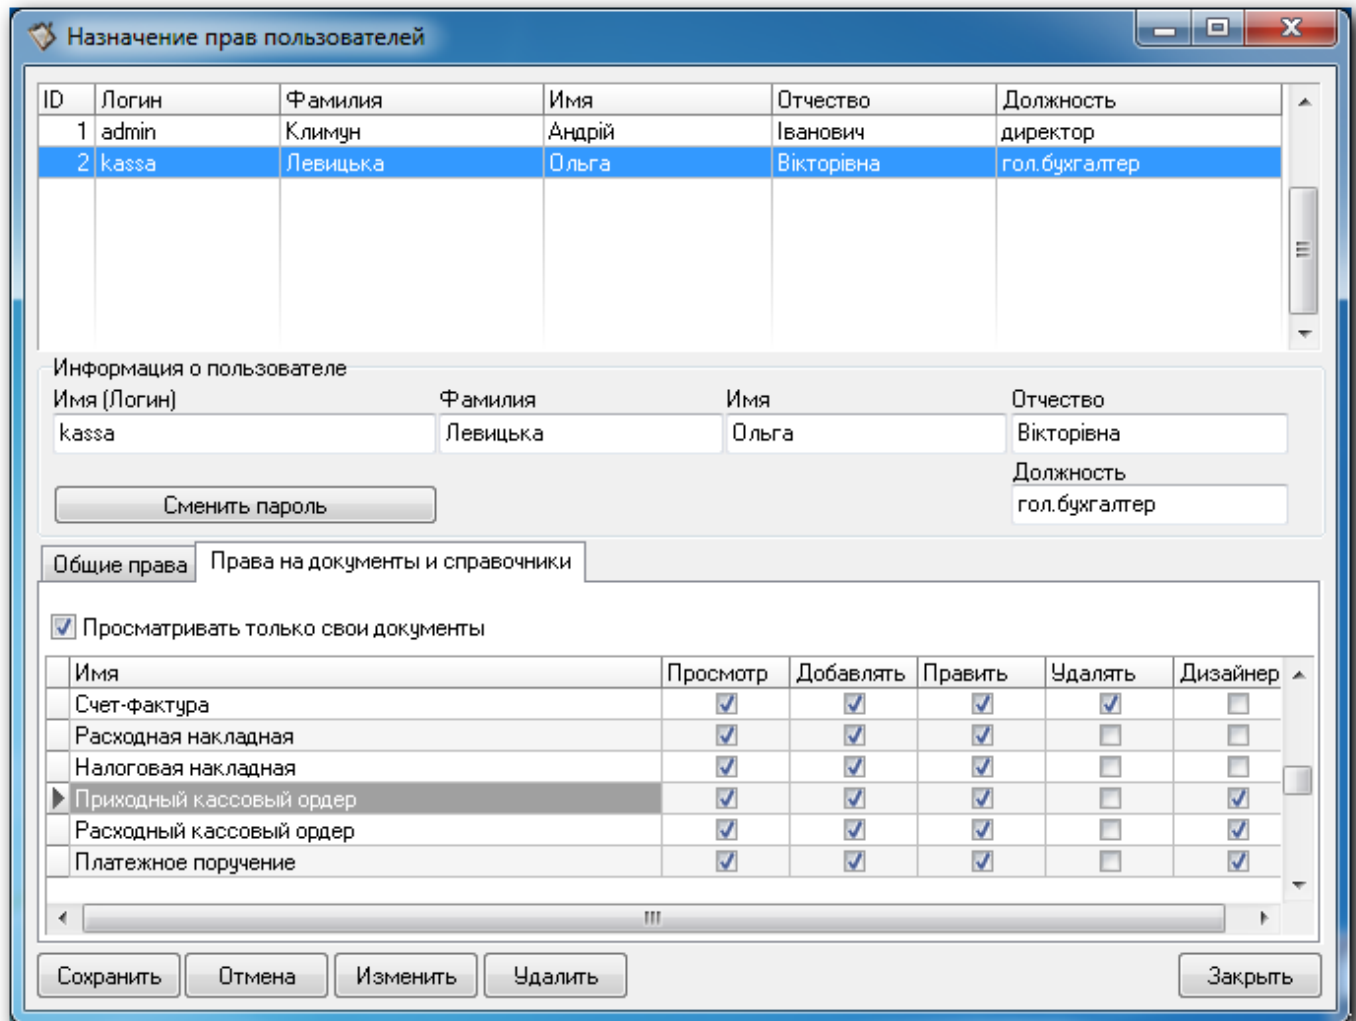 Назначение прав пользователей
ID Логин Фамилия Имя Отчество Должность
1 admin Климун Андрій Іванович директор
2 kassa Левицька Ольга Вікторівна гол.бухгалтер
Информация о пользователе
Имя (Логин) Фамилия Имя Отчество
kassa Левицька Ольга Вікторівна
Должность
Сменить пароль гол.бухгалтер
Общие права Права на документы и справочники
Просматривать только свои документы
Имя Просмотр Добавлять Править Удалять Дизайнер
Счет-фактура
Расходная накладная
Налоговая накладная
Приходный кассовый ордер
Расходный кассовый ордер
Платежное поручение
Сохранить Отмена Изменить Удалить Закрыть